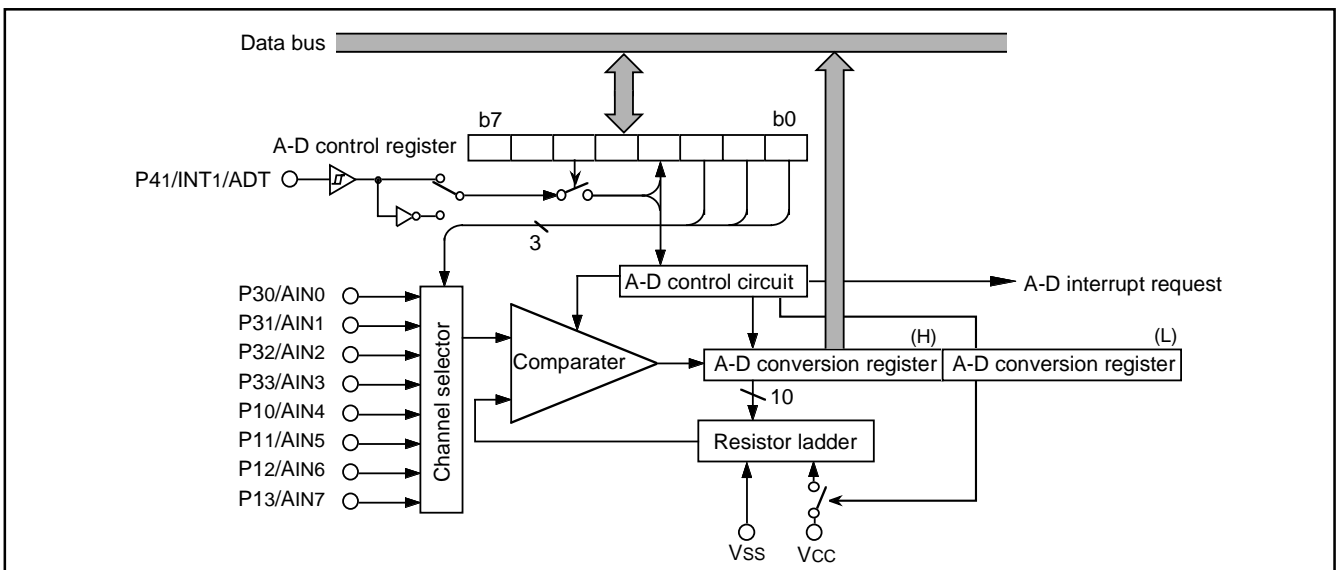 Data bus
b7 b0
A-D control register
P41/INT1/ADT
3
A-D control circuit
A-D interrupt request
P30/AIN0
P31/AIN1
P32/AIN2
P33/AIN3
P10/AIN4
P11/AIN5
P12/AIN6
P13/AIN7
Channel selector
Comparater
(H)
(L)
A-D conversion register
A-D conversion register
10
Resistor ladder
VSS
VCC